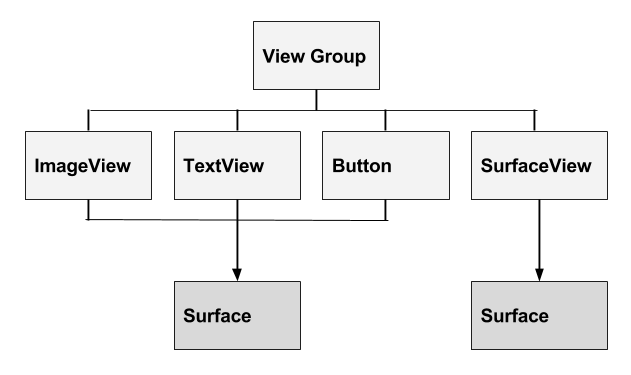 View Group
ImageView
TextView
Button
SurfaceView
Surface
Surface